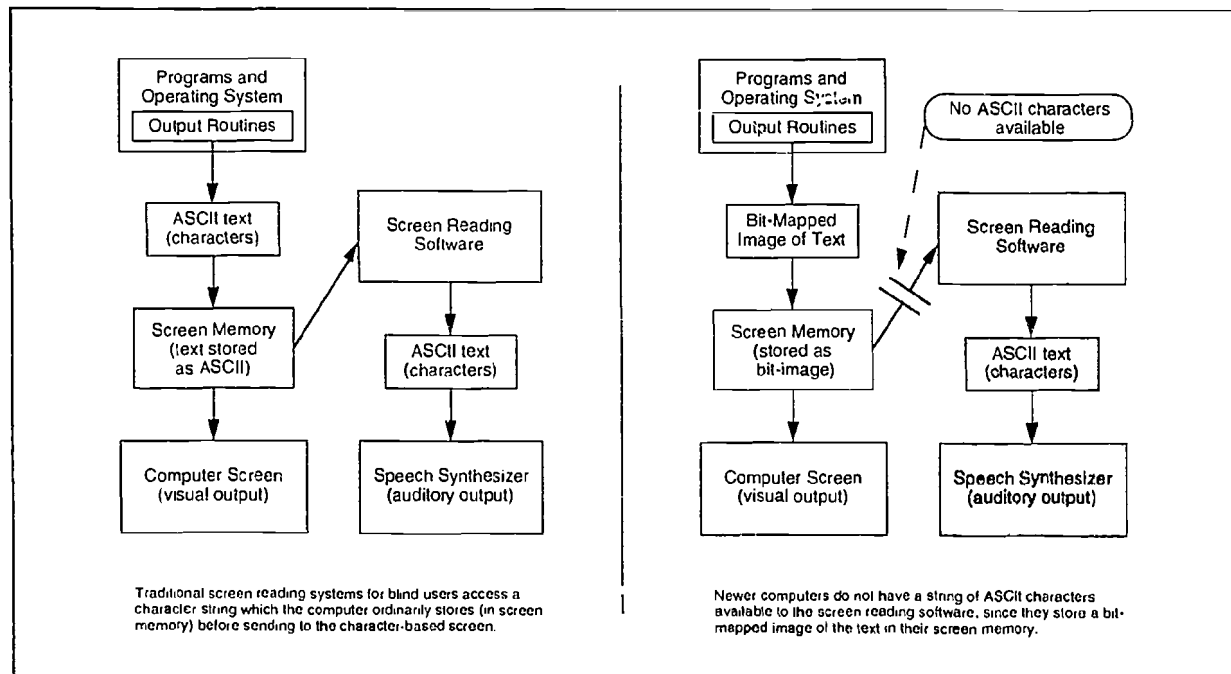 Programs and
Operating System
Output Routines
ASCII text
(characters)
Screen Memory
(text stored
as ASCII)
Computer Screen
(visual output)
Screen Reading
Software
ASCII text
(characters)
Speech Synthesizer
(auditory output)
Traditional screen reading systems for blind users access a
character string which the computer ordinarily stores (in screen
memory) before sending to the character-based screen.
Programs and
Operating System
Output Routines
No ASCII characters
available
Bit-Mapped
Image of Text
Screen Memory
(stored as
bit-image)
Computer Screen
(visual output)
Screen Reading
Software
ASCII text
(characters)
Speech Synthesizer
(auditory output)
Newer computers do not have a string of ASCII characters
available to the screen reading software, since they store a bit-
mapped image of the text in their screen memory.